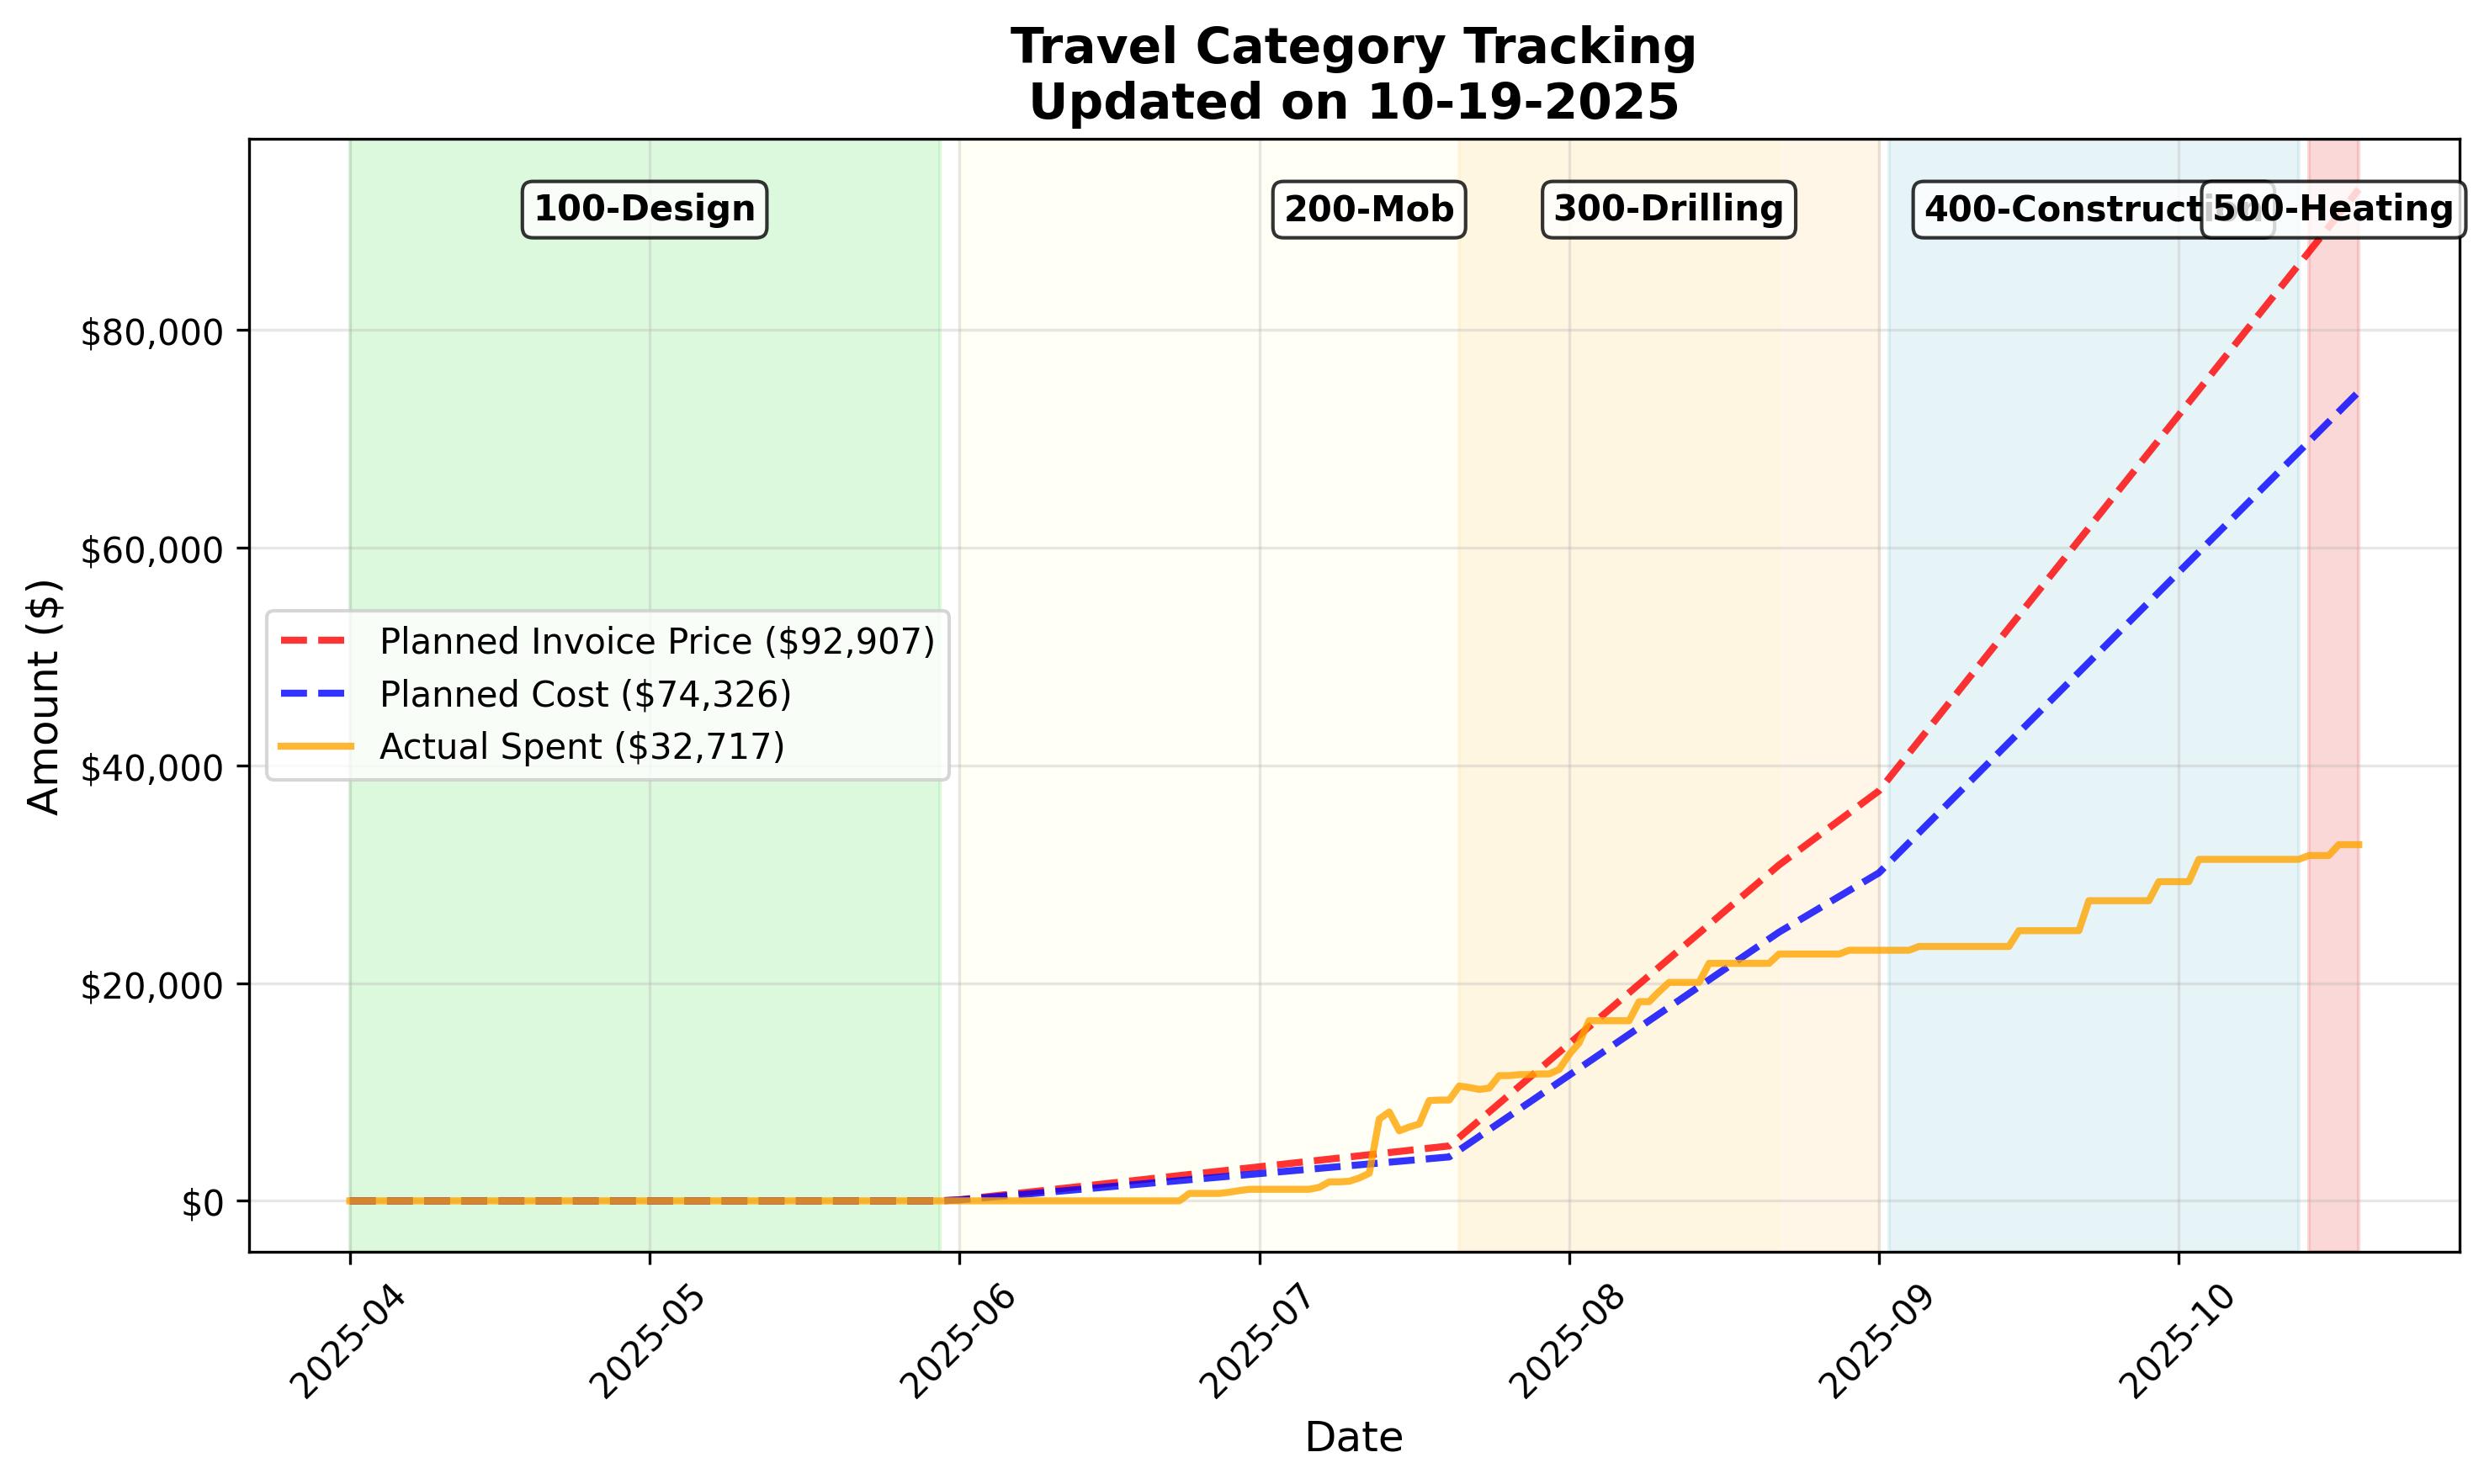 Travel Category Tracking
Updated on 10-19-2025
100-Design
200-Mob
300-Drilling
400-Construction
500-Heating
Amount ($)
$80,000
$60,000
$40,000
$20,000
$0
Planned Invoice Price ($92,907)
Planned Cost ($74,326)
Actual Spent ($32,717)
2025-04
2025-05
2025-06
2025-07
2025-08
2025-09
2025-10
Date